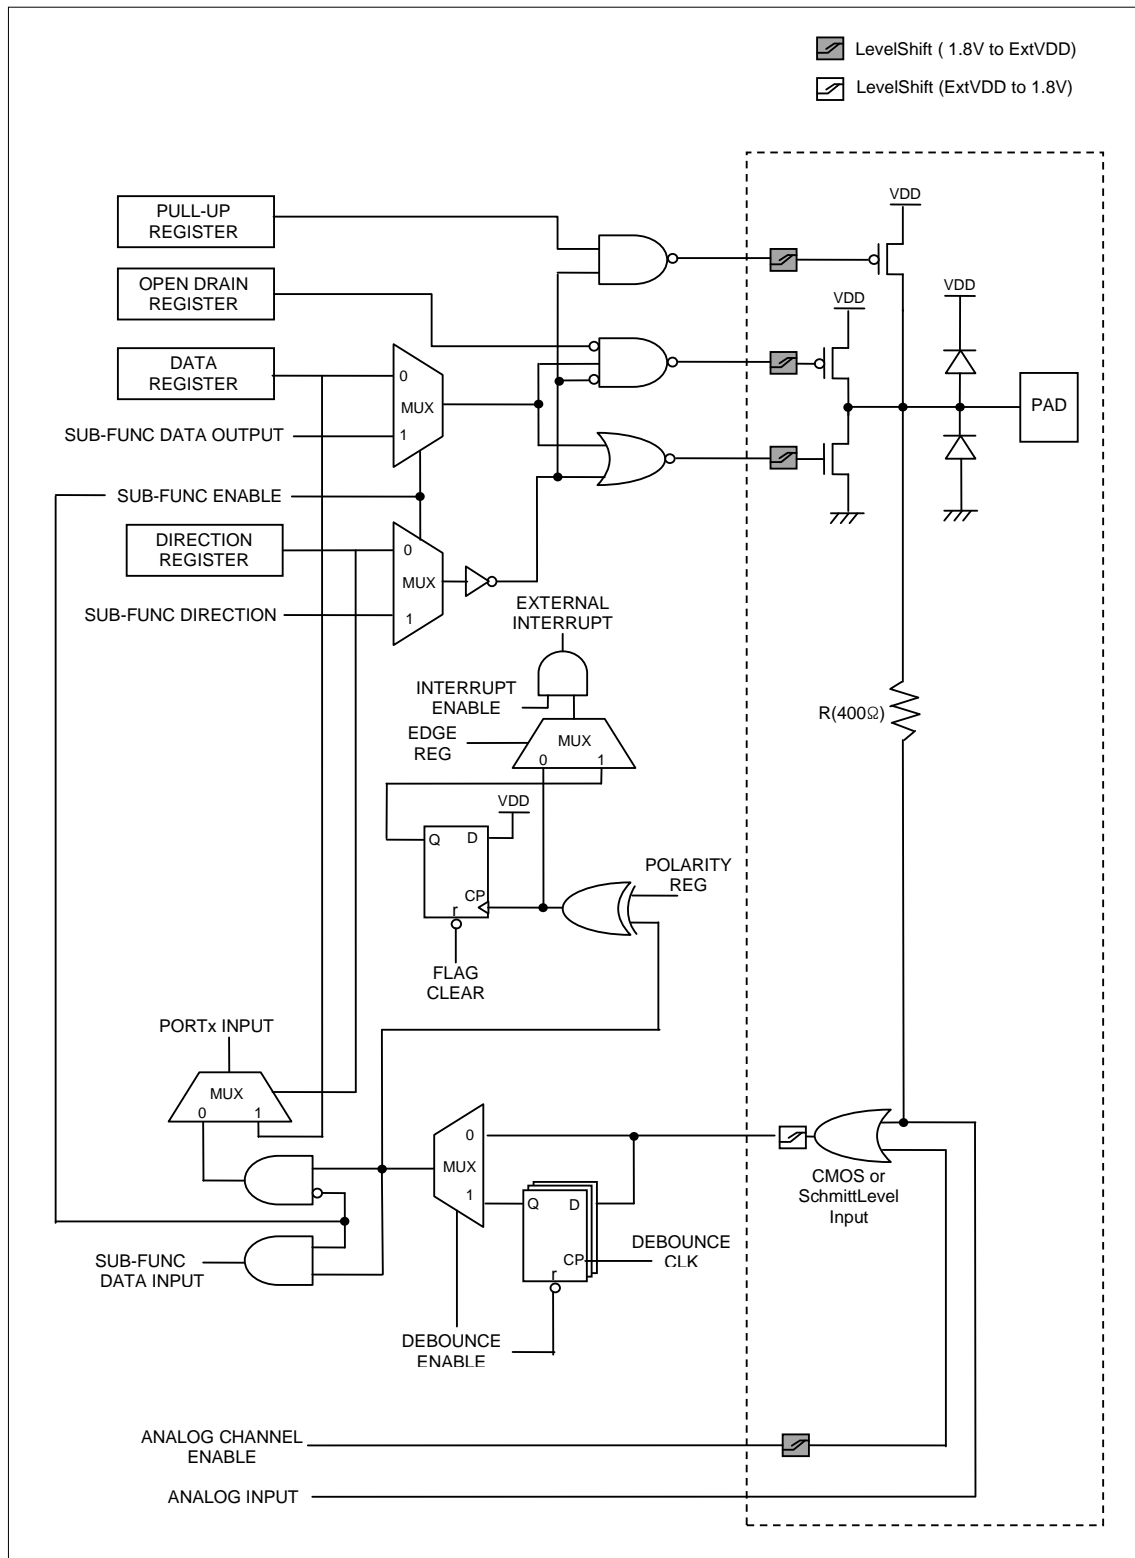 LevelShift ( 1.8V to ExtVDD)
LevelShift (ExtVDD to 1.8V)
PULL-UP
REGISTER
VDD
OPEN DRAIN
REGISTER
VDD
VDD
DATA
REGISTER
0
MUX
1
PAD
SUB-FUNC DATA OUTPUT
SUB-FUNC ENABLE
DIRECTION
REGISTER
0
MUX
1
SUB-FUNC DIRECTION
EXTERNAL
INTERRUPT
INTERRUPT
ENABLE
EDGE
REG
MUX
0 1
R(400Ω)
VDD
Q D
CP
r
POLARITY
REG
FLAG
CLEAR
PORTx INPUT
MUX
0 1
0
MUX
1
Q D
CP
r
CMOS or
SchmittLevel
Input
DEBOUNCE
CLK
SUB-FUNC
DATA INPUT
DEBOUNCE
ENABLE
ANALOG CHANNEL
ENABLE
ANALOG INPUT